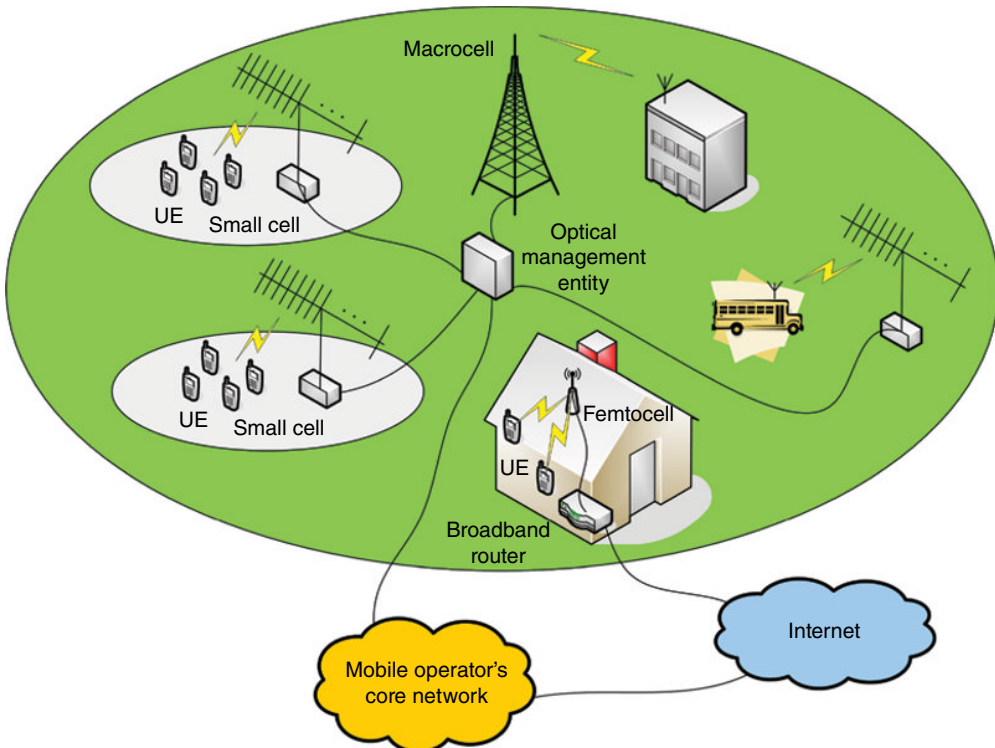 Macrocell
UE
Small cell
Optical
management
entity
UE
Small cell
Femtocell
UE
Broadband
router
Internet
Mobile operator's
core network